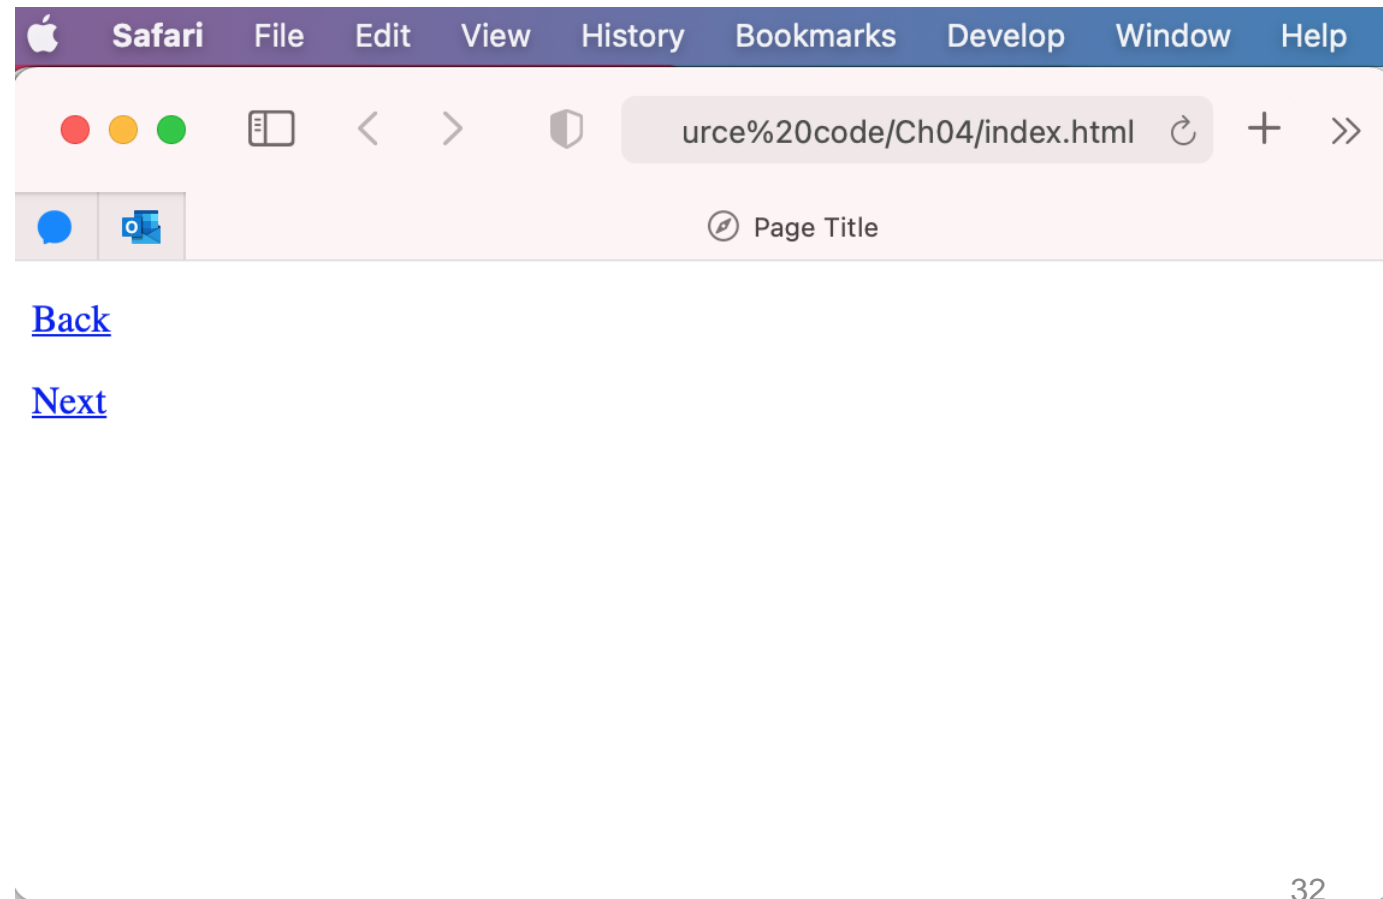 Safari File Edit View History Bookmarks Develop Window Help
urce%20code/Ch04/index.html
Page Title
Back
Next
32